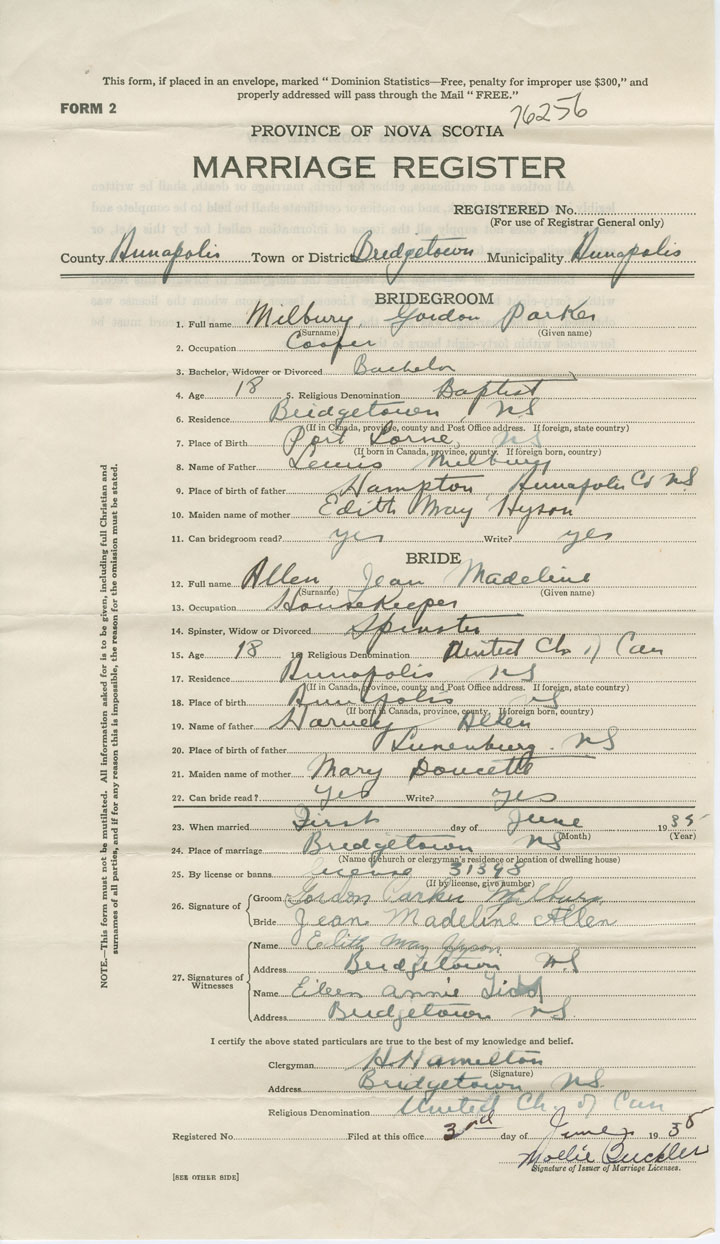 This form, if placed in an envelope, marked “ Dominion Statistics—Free, penalty for improper use $300,” and
properly addressed will pass through the Mail “ FREE.”
FORM 2
76256
PROVINCE OF NOVA SCOTIA
MARRIAGE REGISTER
REGISTERED No.
(For use of Registrar General only)
County Annapolis Town or District Bridgetown Municipality Annapolis
BRIDEGROOM
1. Full name Milbury, Gordon Parker
(Surname) (Given name)
2. Occupation Cooper
3. Bachelor, Widower or Divorced Bachelor
4. Age 18 5. Religious Denomination Baptist
6. Residence Bridgetown, NS
(If in Canada, province, county and Post Office address. If foreign, state country)
7. Place of Birth Port Lorne, NS
(If born in Canada, province, county. If foreign born, country)
8. Name of Father Lewis Milbury
9. Place of birth of father Hampton, Annapolis Co NS
10. Maiden name of mother Edith May Hyson
11. Can bridegroom read? yes Write? yes
BRIDE
12. Full name Allen, Jean Madeline
(Surname) (Given name)
13. Occupation Housekeeper
14. Spinster, Widow or Divorced Spinster
15. Age 18 16 Religious Denomination United Ch of Can
17. Residence Annapolis NS
(If in Canada, province, county and Post Office address. If foreign, state country)
18. Place of birth Annapolis NS
(If born in Canada, province, county. If foreign born, country)
19. Name of father Harvey Allen
20. Place of birth of father Lunenburg. NS
21. Maiden name of mother Mary Doucette
22. Can bride read? Yes Write? Yes
23. When married First day of June 1935
(Month) (Year)
24. Place of marriage Bridgetown NS
(Name of church or clergyman's residence or location of dwelling house)
25. By license or banns License 31398
(If by license, give number)
26. Signature of
Groom Gordon Parker Milbury
Bride Jean Madeline Allen
27. Signatures of Witnesses
Name Edith May Hyson
Address Bridgetown N.S
Name Eileen Annie
Address Bridgetown N.S.
I certify the above stated particulars are true to the best of my knowledge and belief.
Clergyman H. Hamelton
(Signature)
Address Bridgetown NS
Religious Denomination United Ch. of Can
Registered No. Filed at this office 3rd day of June 1935
Mollie Buckler
Signature of Issuer of Marriage Licenses.
[SEE OTHER SIDE]
NOTE.—This form must not be mutilated. All information asked for is to be given, including full Christian and
surnames of all parties, and if for any reason this is impossible, the reason for the omission must be stated.